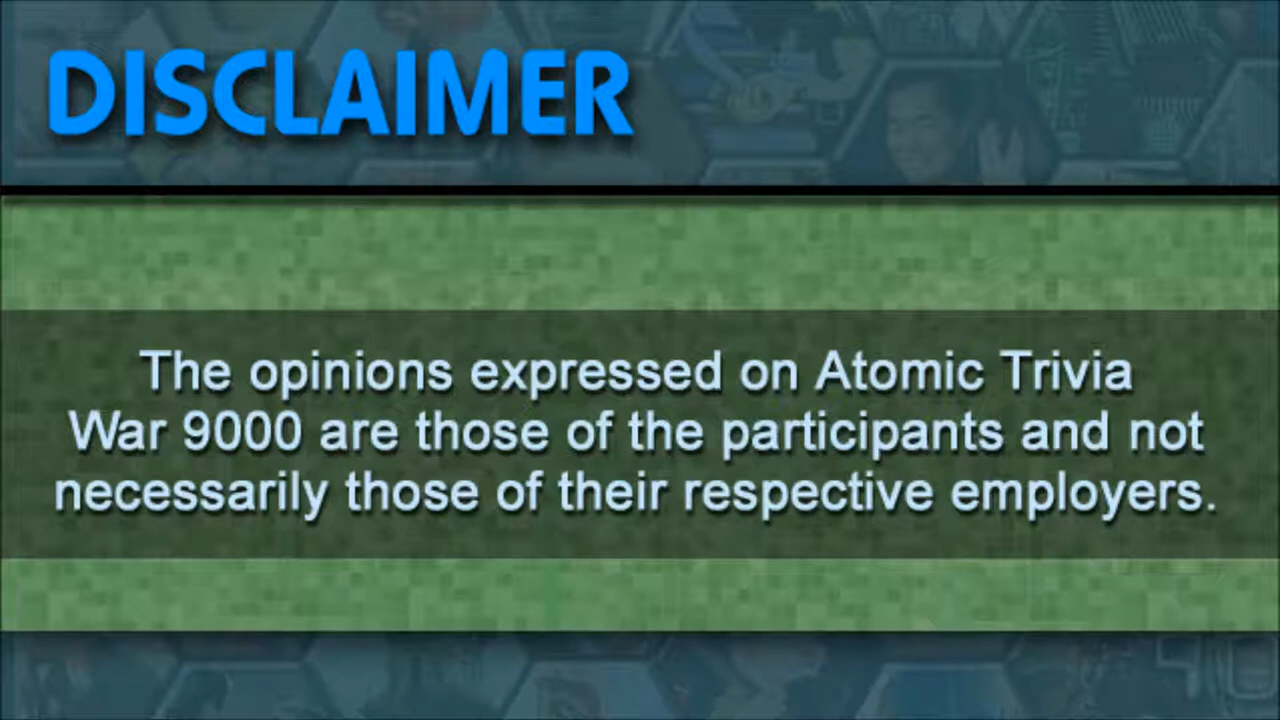 DISCLAIMER
The opinions expressed on Atomic Trivia
War 9000 are those of the participants and not
necessarily those of their respective employers.